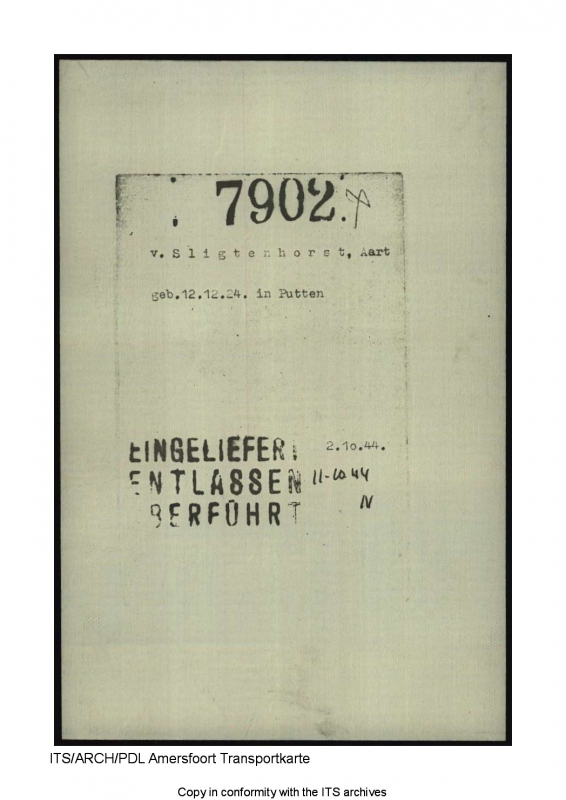 7902.
v. Sligtenhorst, Aart
geb.12.12.24. in Putten
EINGELIEFERT 2.10.44.
ENTLASSEN 11-10 44
BERFÜHRT N
ITS/ARCH/PDL Amersfoort Transportkarte
Copy in conformity with the ITS archives